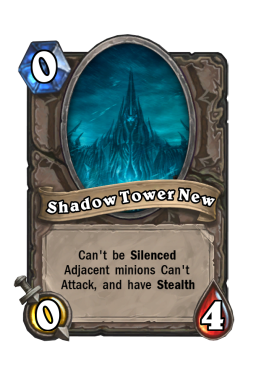 0
Shadow Tower New
Can't be Silenced
Adjacent minions Can't
Attack, and have Stealth
0
4